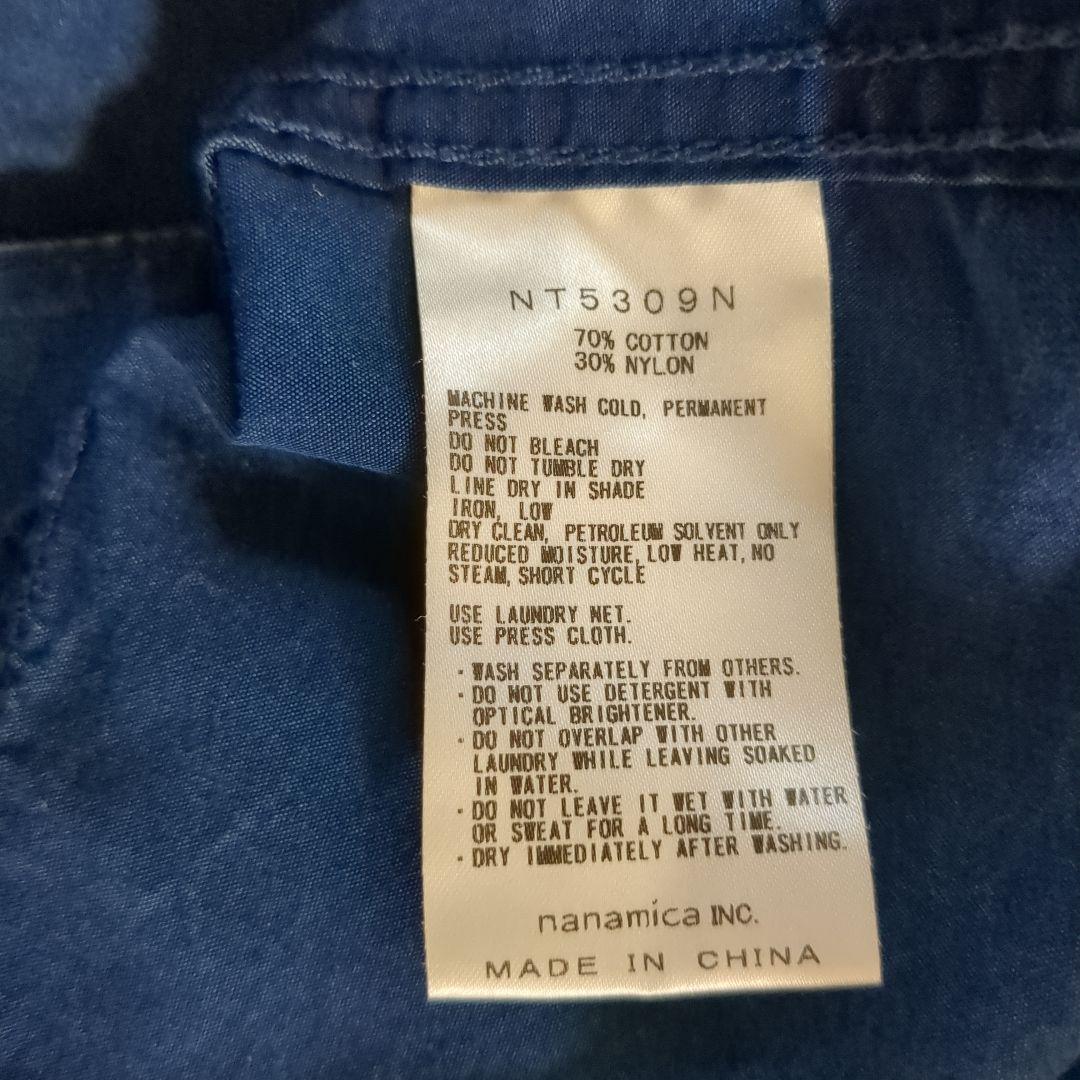 NT5309N
70% COTTON
30% NYLON
MACHINE WASH COLD, PERMANENT
PRESS
DO NOT BLEACH
DO NOT TUMBLE DRY
LINE DRY IN SHADE
IRON, LOW
DRY CLEAN, PETROLEUM SOLVENT ONLY
REDUCED MOISTURE, LOW HEAT, NO
STEAM, SHORT CYCLE
USE LAUNDRY NET.
USE PRESS CLOTH.
・WASH SEPARATELY FROM OTHERS.
・DO NOT USE DETERGENT WITH
OPTICAL BRIGHTENER.
・DO NOT OVERLAP WITH OTHER
LAUNDRY WHILE LEAVING SOAKED
IN WATER.
・DO NOT LEAVE IT WET WITH WATER
OR SWEAT FOR A LONG TIME.
・DRY IMMEDIATELY AFTER WASHING.
nanamica INC.
MADE IN CHINA